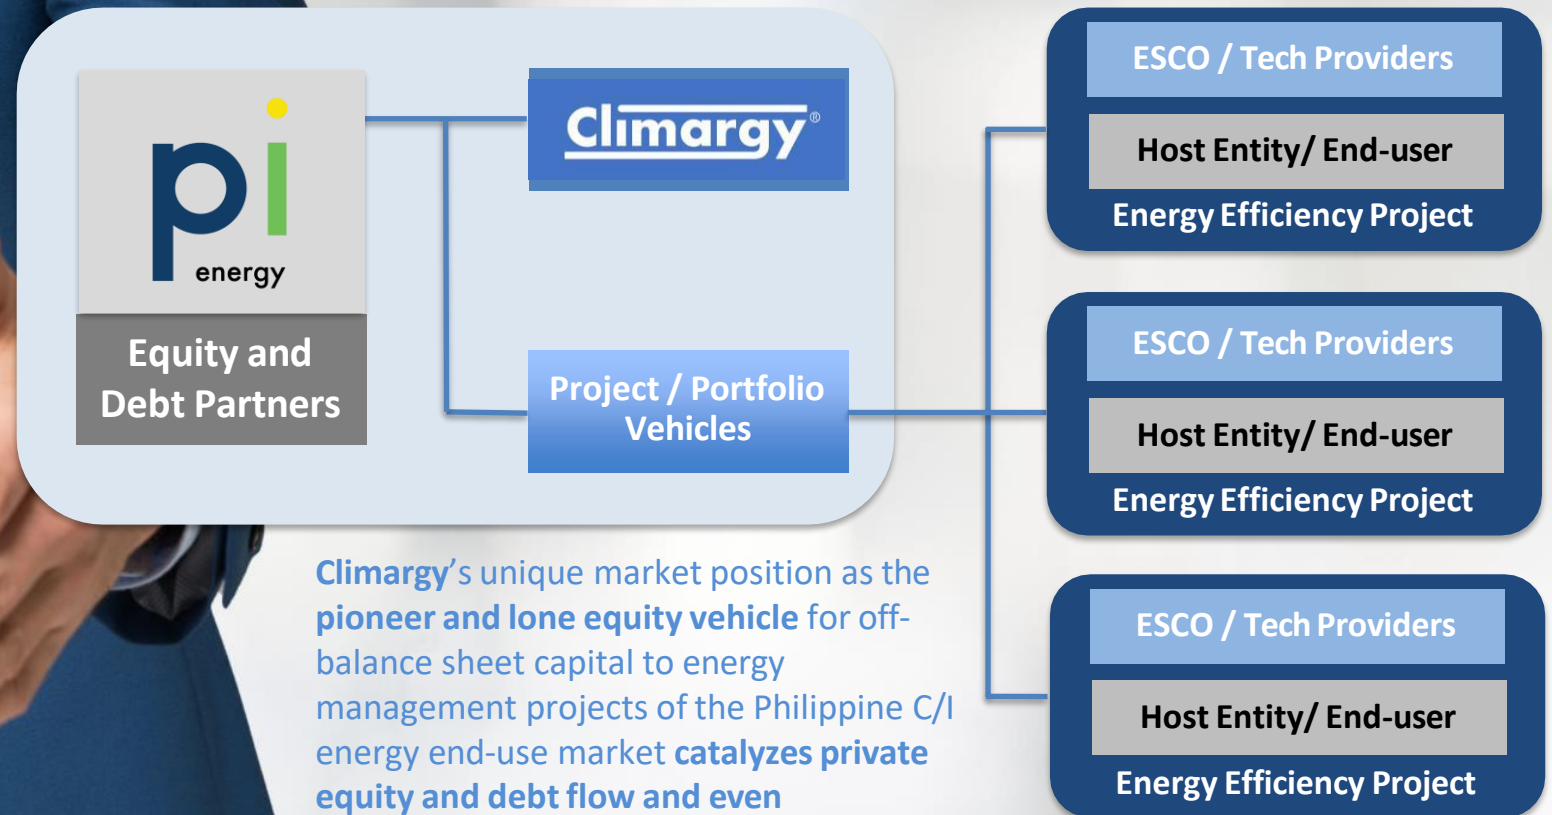 pi
energy
Equity and
Debt Partners
Climargy®
Project / Portfolio
Vehicles
ESCO / Tech Providers
Host Entity/ End-user
Energy Efficiency Project
ESCO / Tech Providers
Host Entity/ End-user
Energy Efficiency Project
ESCO / Tech Providers
Host Entity/ End-user
Energy Efficiency Project
Climargy’s unique market position as the
pioneer and lone equity vehicle for off-
balance sheet capital to energy
management projects of the Philippine C/I
energy end-use market catalyzes private
equity and debt flow and even